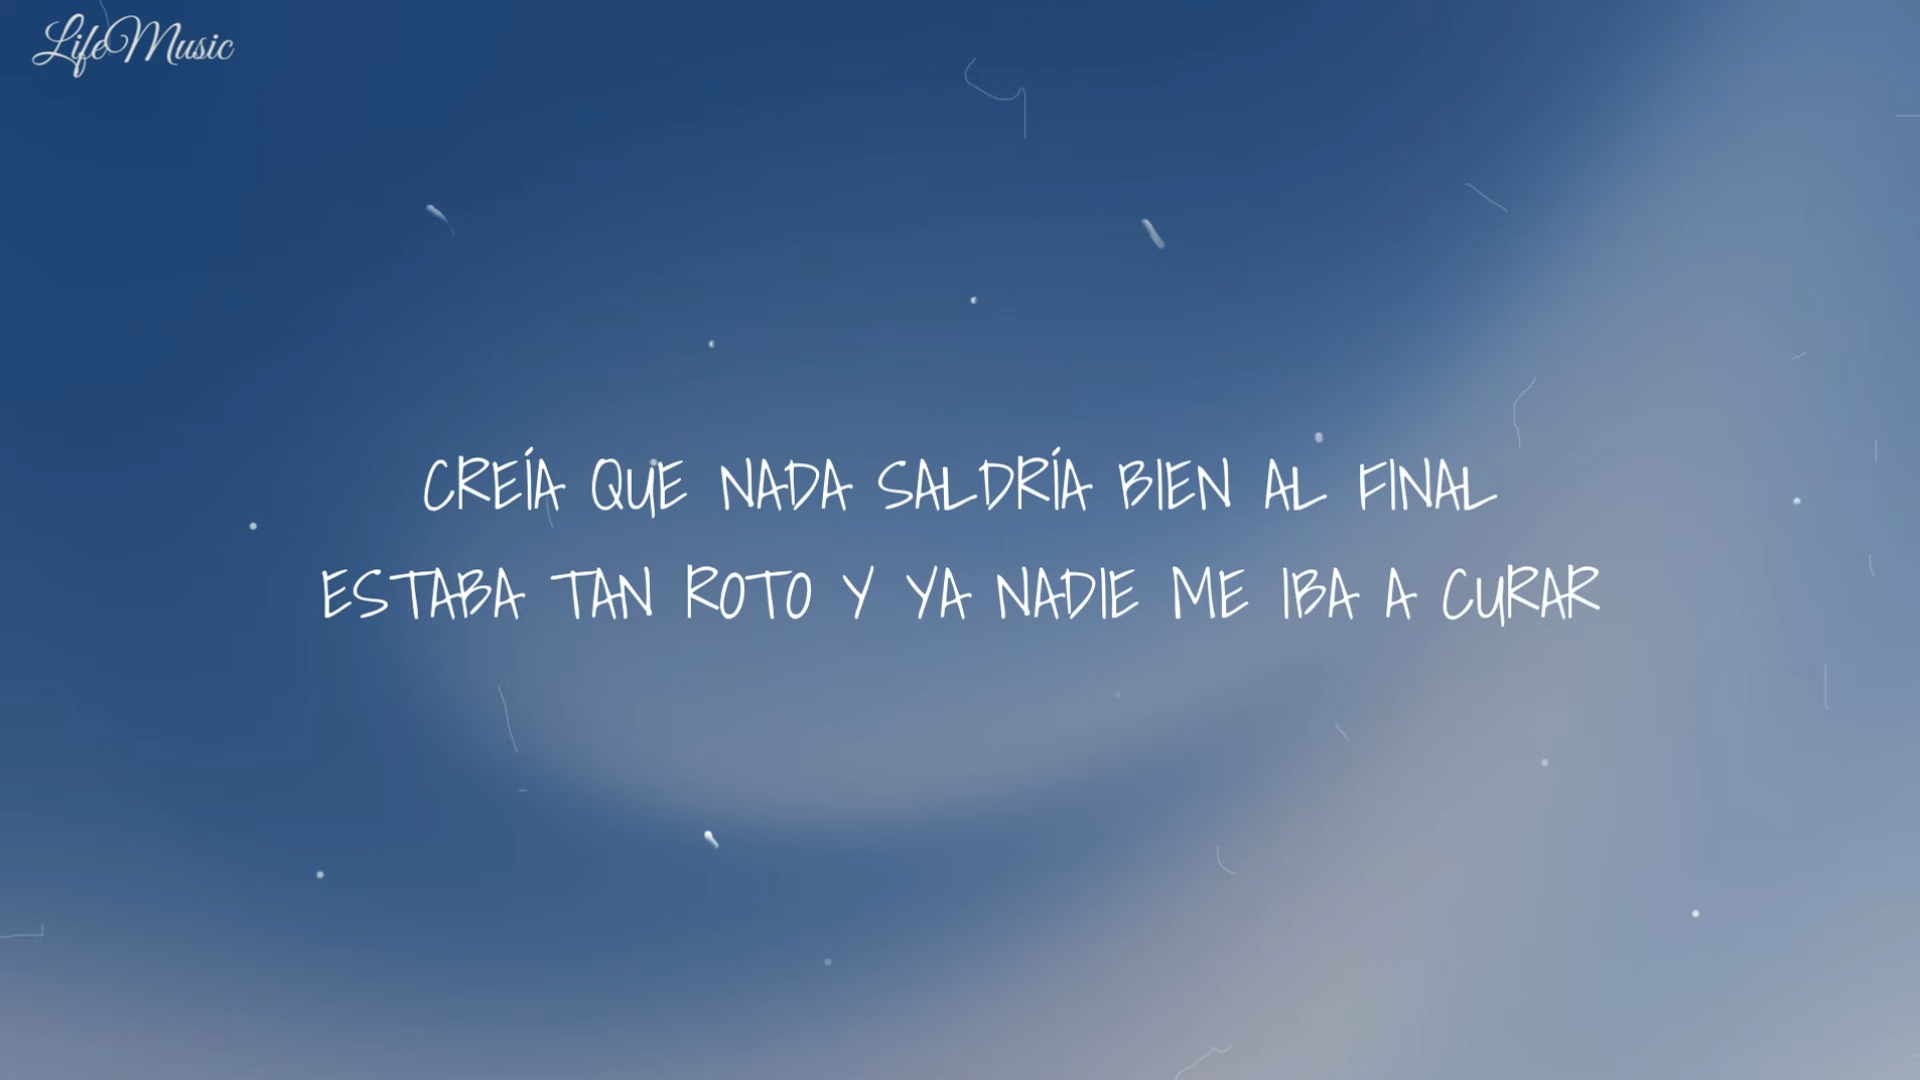 LifeMusic
CREÍA QUE NADA SALDRÍA BIEN AL FINAL
ESTABA TAN ROTO Y YA NADIE ME IBA A CURAR